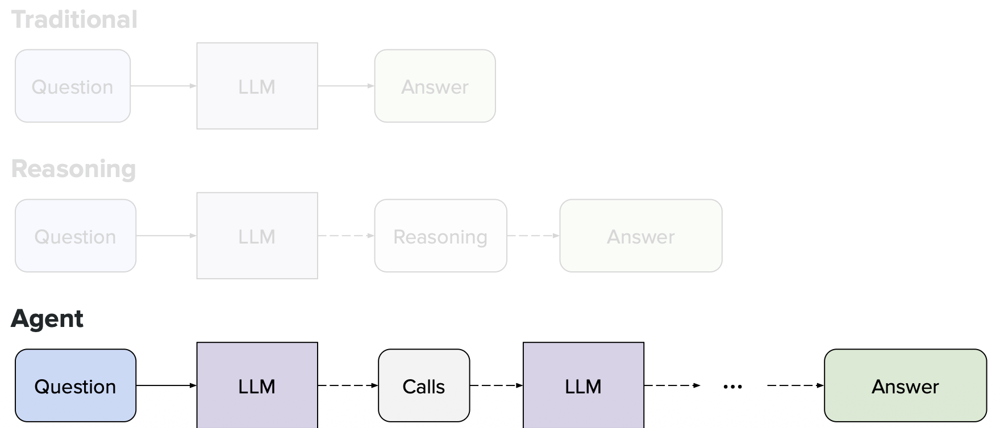 Traditional
Question LLM Answer
Reasoning
Question LLM Reasoning Answer
Agent
Question LLM Calls LLM ... Answer